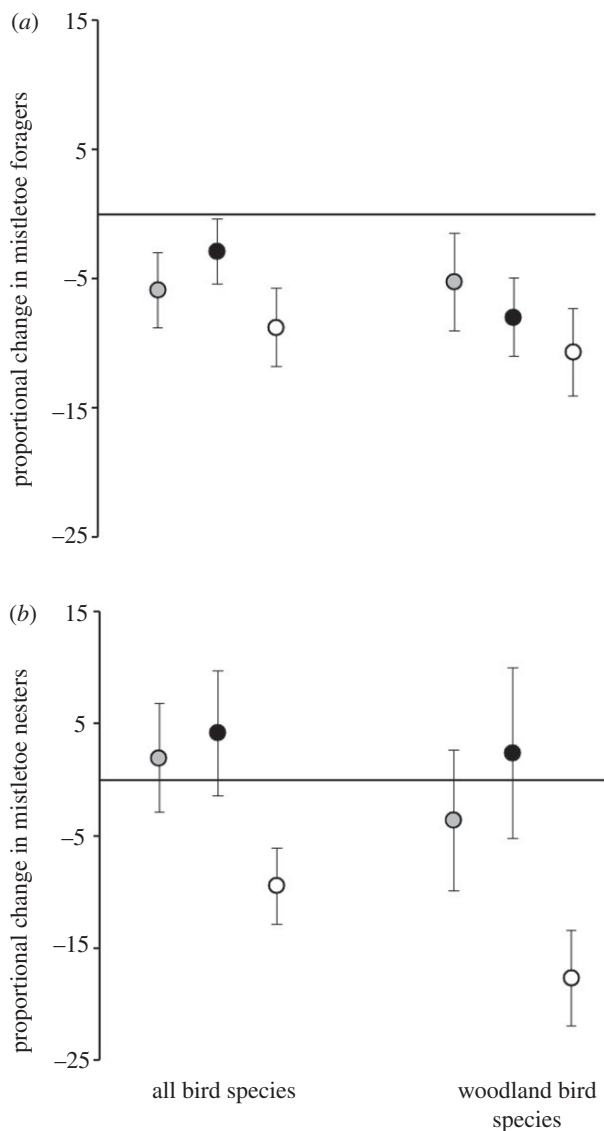 (a)
15
5
−5
−15
−25
proportional change in mistletoe foragers
(b)
15
5
−5
−15
−25
proportional change in mistletoe nesters
all bird species
woodland bird
species